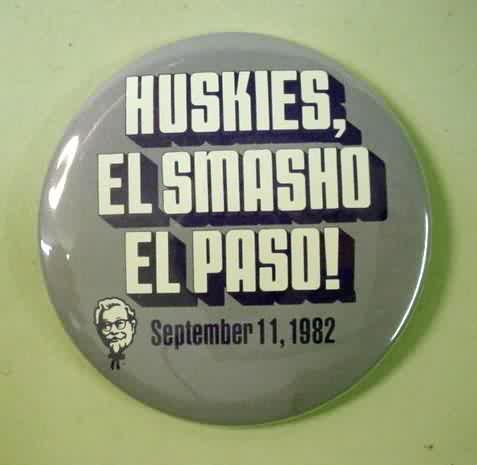 HUSKIES,
EL SMASHO
EL PASO!
September 11, 1982